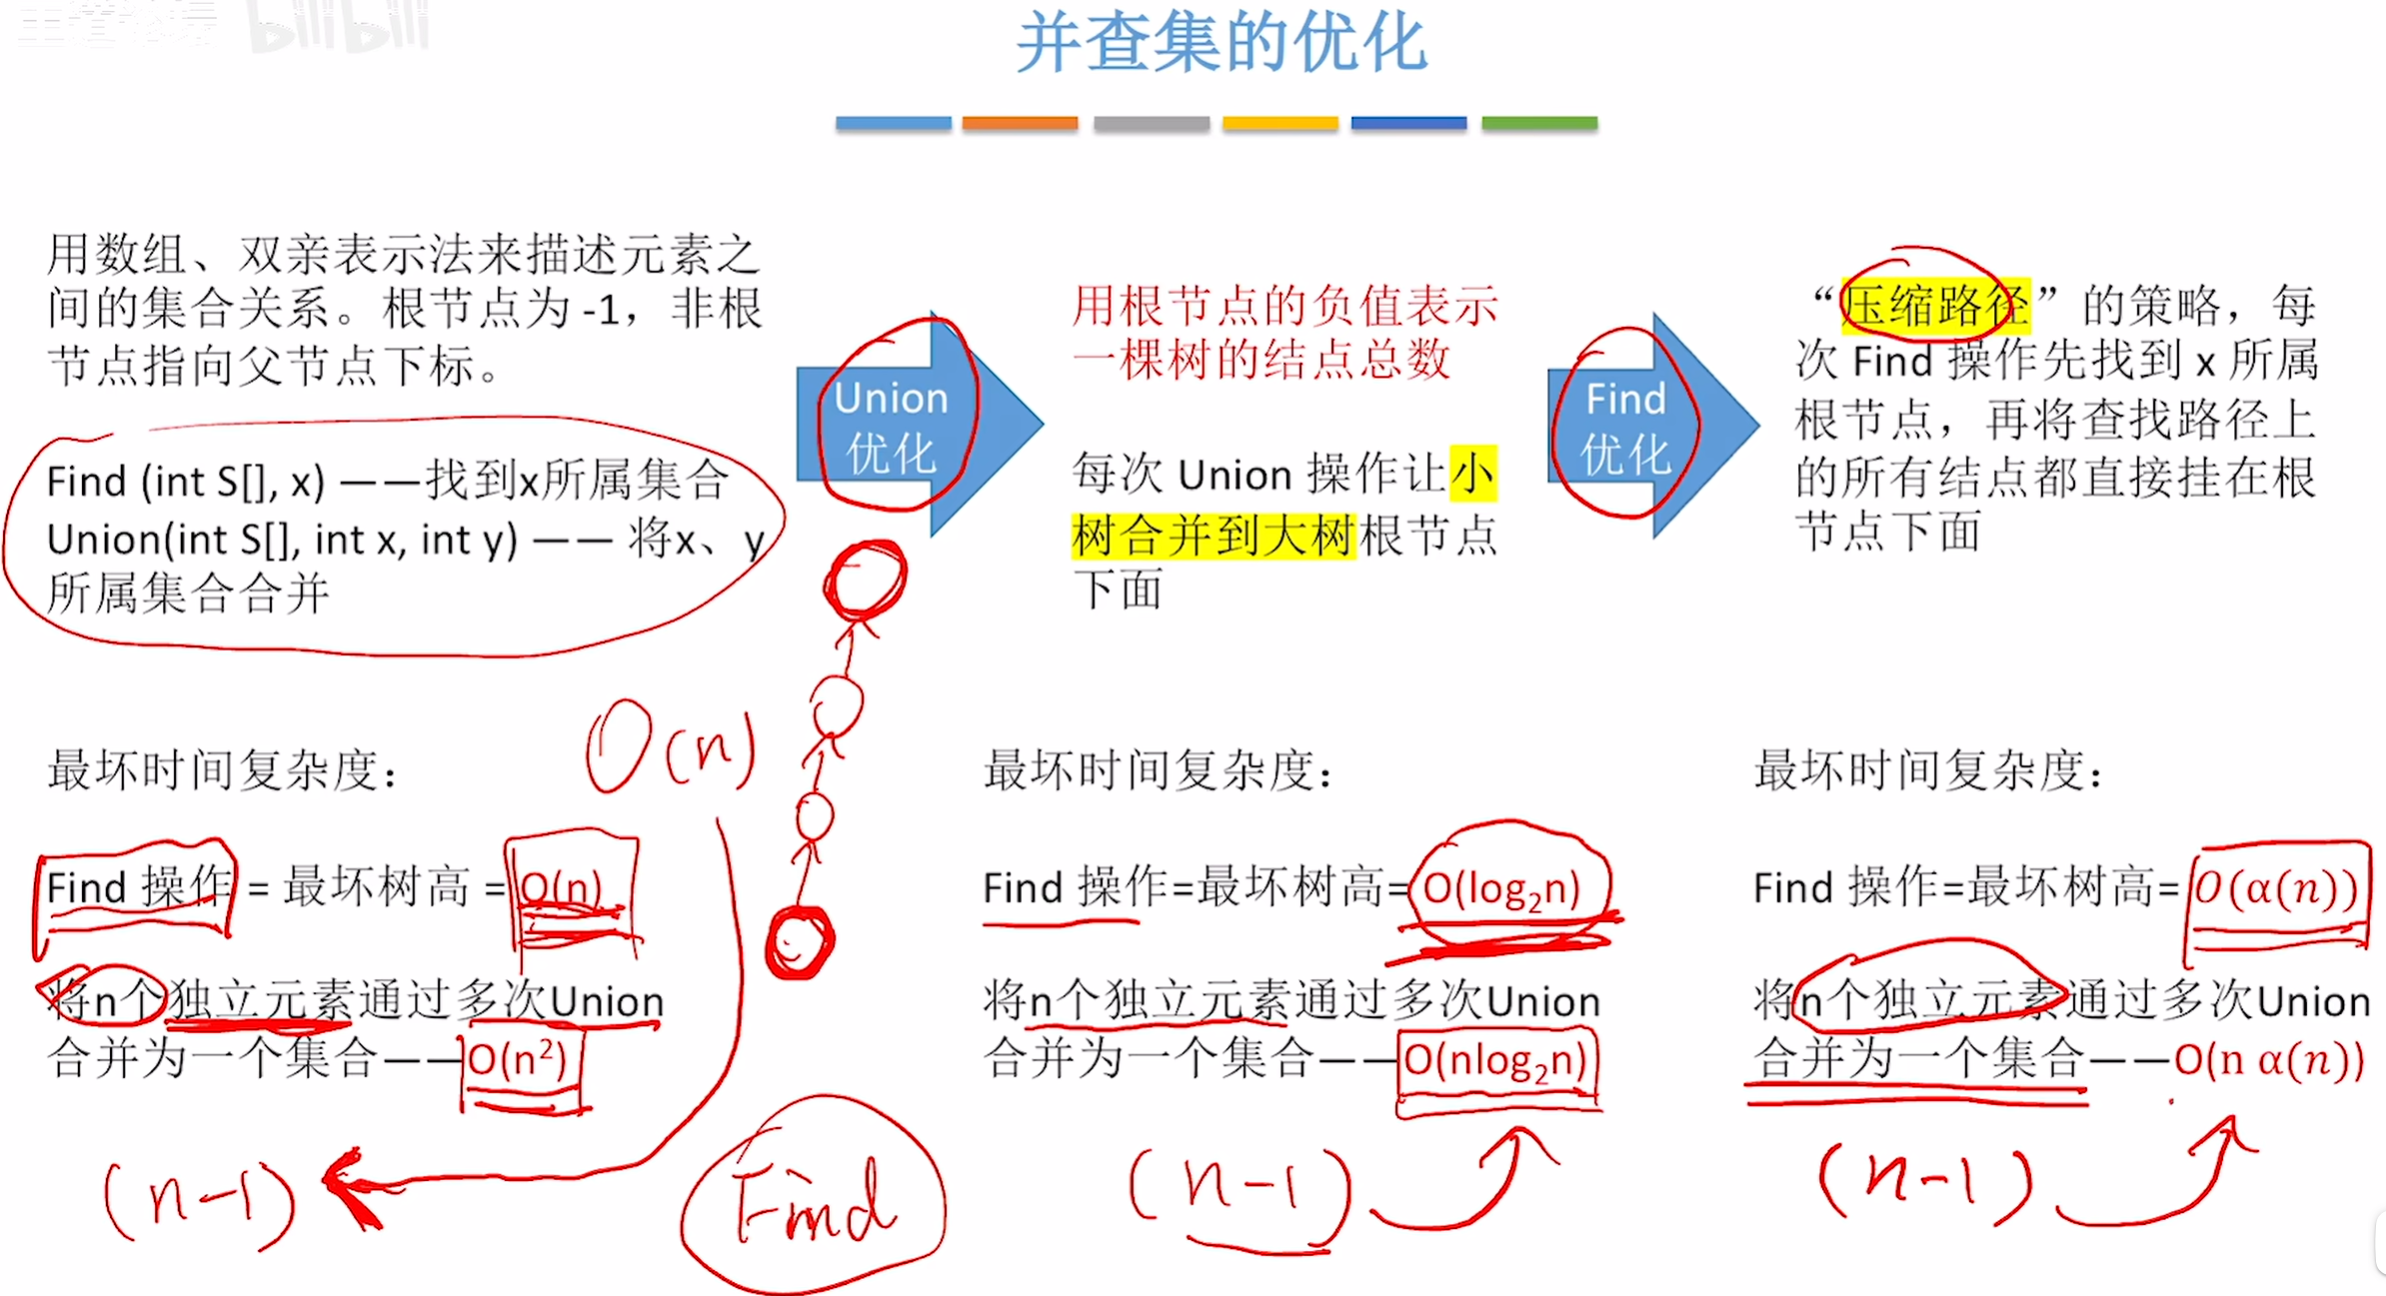 bilibili
并查集的优化
用数组、双亲表示法来描述元素之
间的集合关系。根节点为 -1，非根
节点指向父节点下标。
Find (int S[], x) ——找到x所属集合
Union(int S[], int x, int y) —— 将x、y
所属集合合并
Union
优化
用根节点的负值表示
一棵树的结点总数
每次 Union 操作让小
树合并到大树根节点
下面
Find
优化
“压缩路径”的策略，每
次 Find 操作先找到 x 所属
根节点，再将查找路径上
的所有结点都直接挂在根
节点下面
O(n)
最坏时间复杂度：
Find 操作 = 最坏树高 = O(n)
将n个独立元素通过多次Union
合并为一个集合——O(n²)
(n-1)
Find
最坏时间复杂度：
Find 操作=最坏树高=O(log₂n)
将n个独立元素通过多次Union
合并为一个集合——O(nlog₂n)
(n-1)
最坏时间复杂度：
Find 操作=最坏树高=O(α(n))
将n个独立元素通过多次Union
合并为一个集合——O(n α(n))
(n-1)